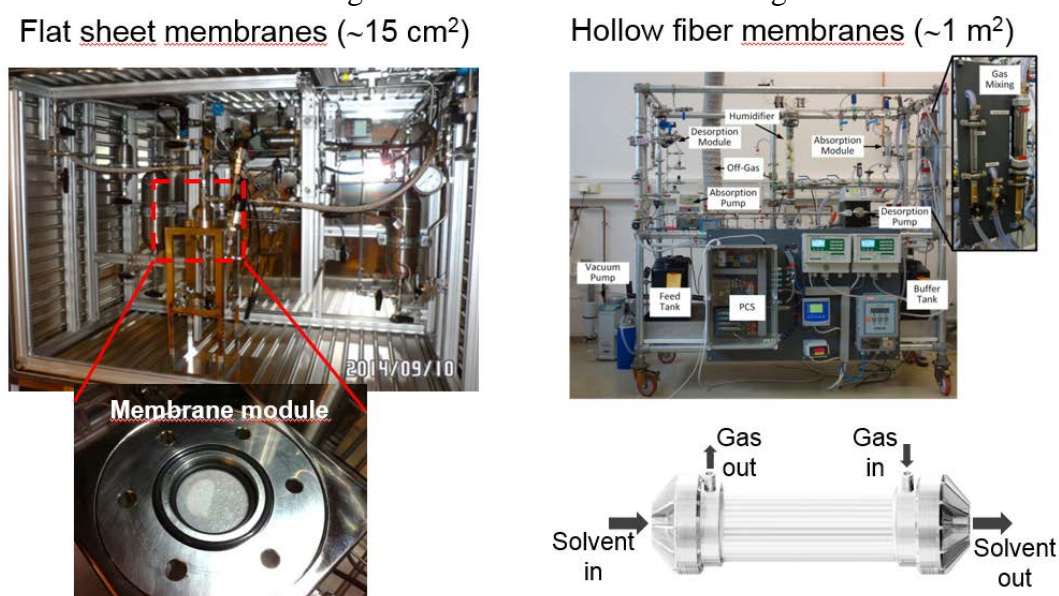 Flat sheet membranes (~15 cm²)
Hollow fiber membranes (~1 m²)
2014/09/10
Membrane module
Gas
Mixing
Humidifier
Desorption
Module
Absorption
Module
Off-Gas
Absorption
Pump
Desorption
Pump
Vacuum
Pump
Feed
Tank
PCS
Buffer
Tank
Gas
out
Gas
in
Solvent
in
Solvent
out